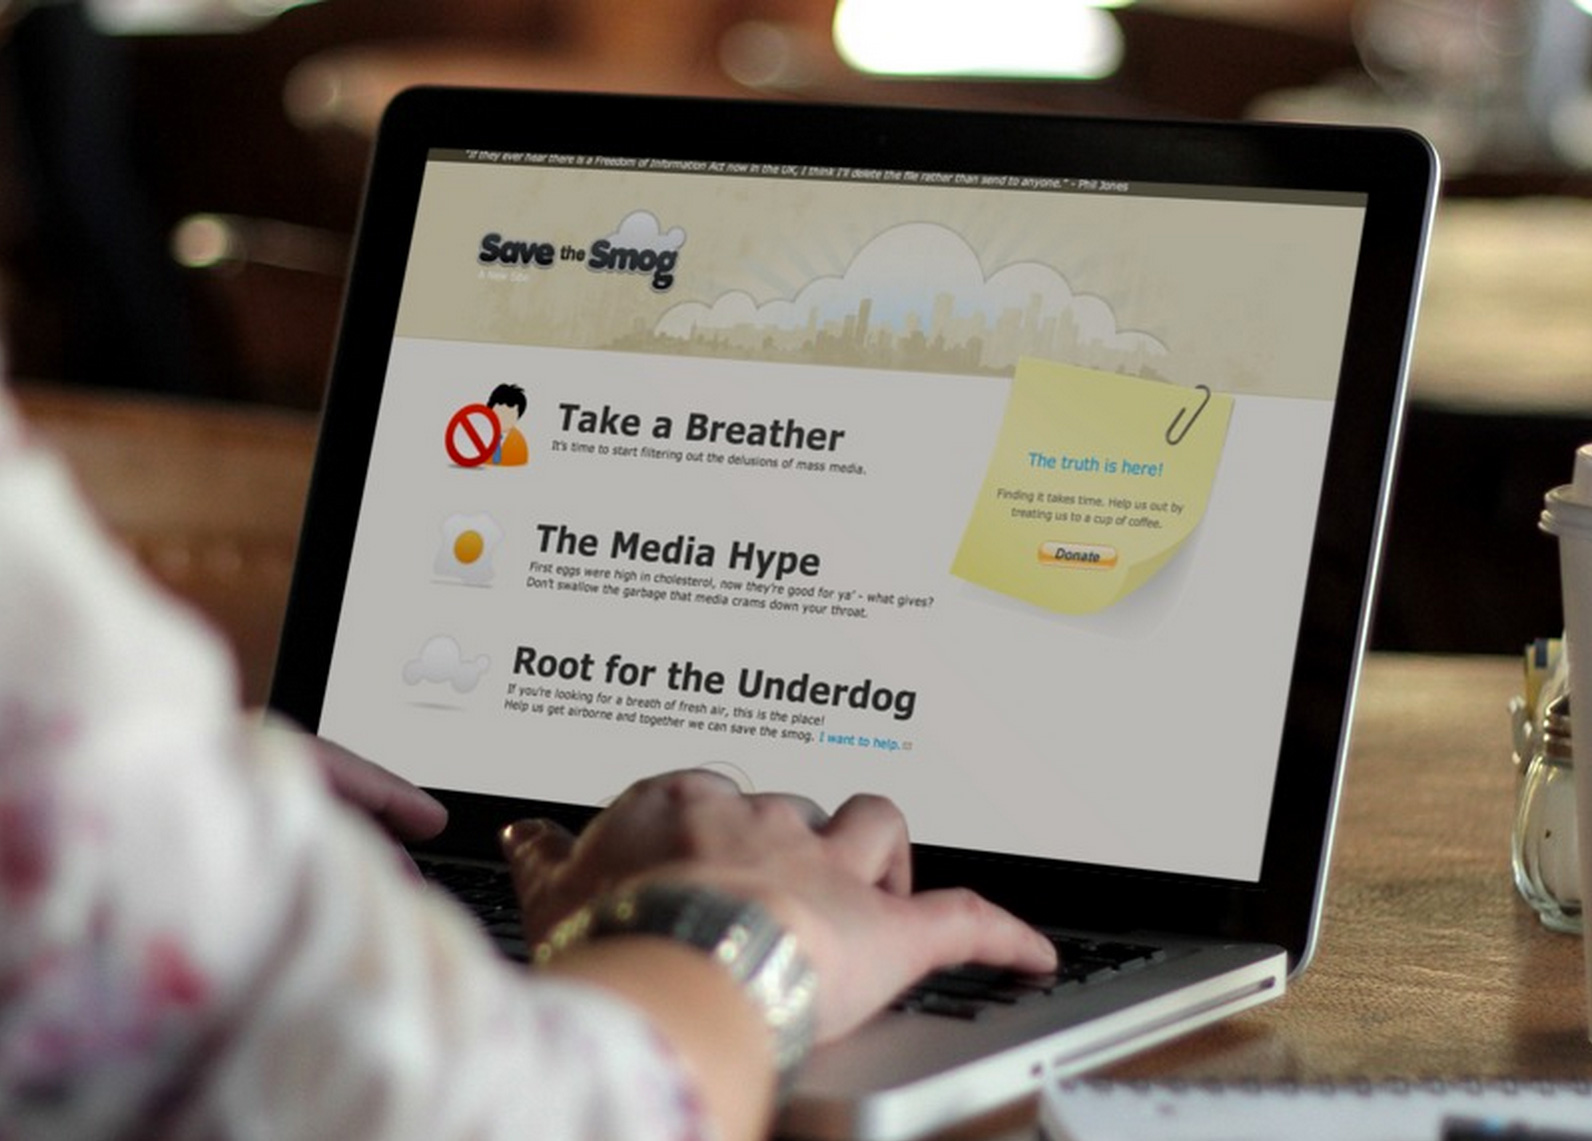 "If they ever hear there is a Freedom of Information Act now in the UK, I think I'll delete the file rather than send to anyone." - Phil Jones
Save the Smog
A New Site
Take a Breather
It's time to start filtering out the delusions of mass media.
The truth is here!
Finding it takes time. Help us out by
treating us to a cup of coffee.
Donate
The Media Hype
First eggs were high in cholesterol, now they're good for ya' - what gives?
Don't swallow the garbage that media crams down your throat.
Root for the Underdog
If you're looking for a breath of fresh air, this is the place!
Help us get airborne and together we can save the smog. I want to help.